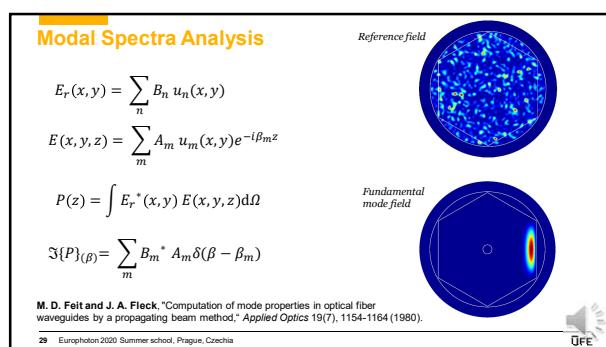 Modal Spectra Analysis
Reference field
E_r(x, y) = ∑_n B_n u_n(x, y)
E(x, y, z) = ∑_m A_m u_m(x, y)e^{-iβ_m z}
P(z) = ∫ E_r^*(x, y) E(x, y, z)dΩ
Fundamental
mode field
ℑ{P}_(β)= ∑_m B_m^* A_m δ(β − β_m)
M. D. Feit and J. A. Fleck, "Computation of mode properties in optical fiber
waveguides by a propagating beam method,“ Applied Optics 19(7), 1154-1164 (1980).
29 Europhoton 2020 Summer school, Prague, Czechia
ÚFE